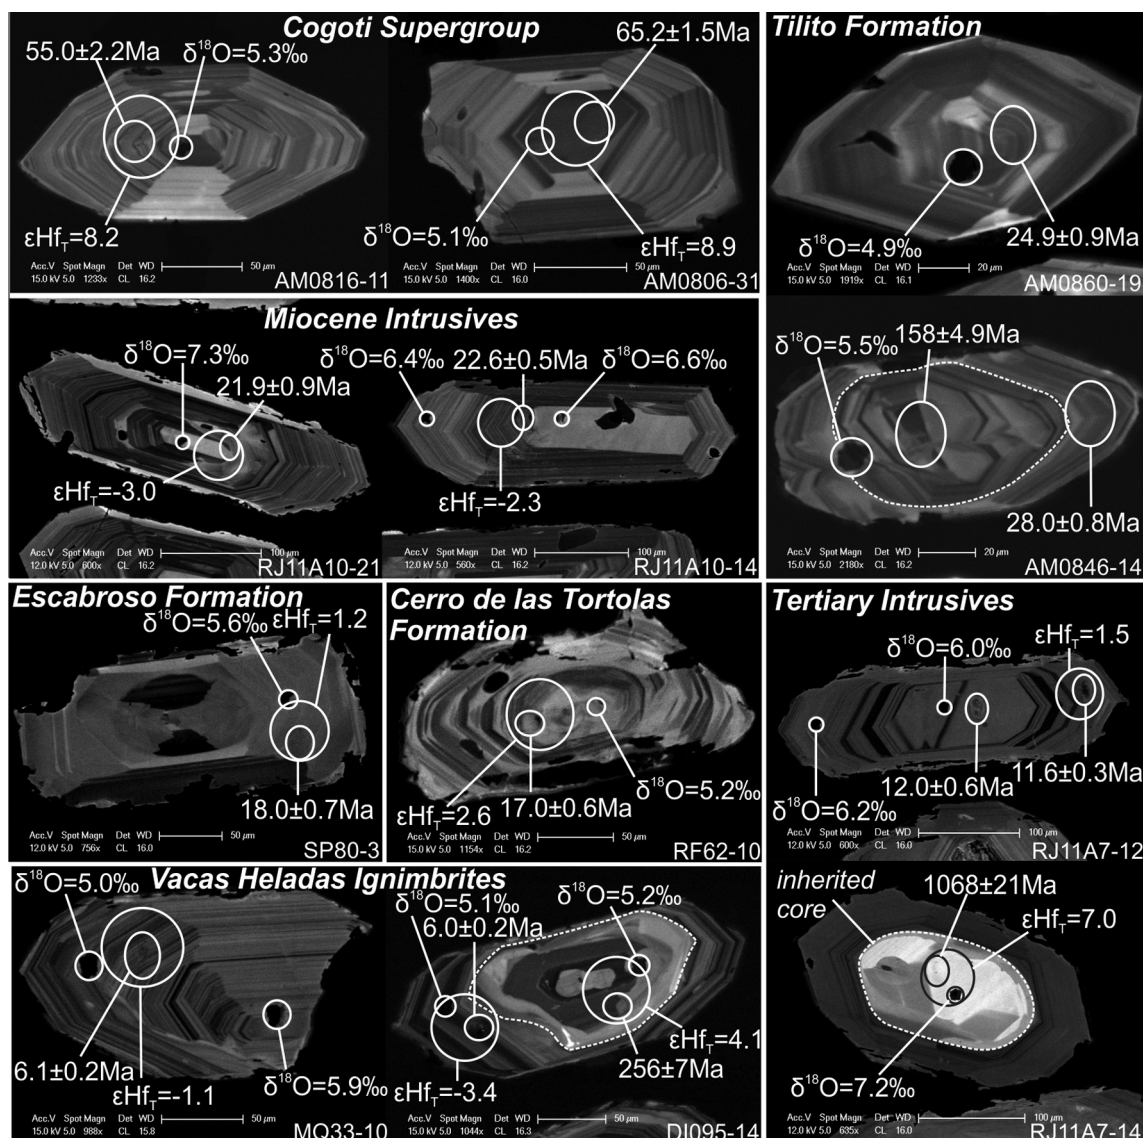 Cogoti Supergroup
55.0±2.2Ma
δ¹⁸O=5.3‰
65.2±1.5Ma
εHfT=8.2
δ¹⁸O=5.1‰
εHfT=8.9
Acc.V Spot Magn Det WD 50 μm
15.0 kV 5.0 1233x CL 16.2
AM0816-11
Acc.V Spot Magn Det WD 50 μm
15.0 kV 5.0 1400x CL 16.0
AM0806-31
Tilito Formation
δ¹⁸O=4.9‰
24.9±0.9Ma
Acc.V Spot Magn Det WD 20 μm
15.0 kV 5.0 1919x CL 16.1
AM0860-19
δ¹⁸O=5.5‰
158±4.9Ma
28.0±0.8Ma
Acc.V Spot Magn Det WD 20 μm
15.0 kV 5.0 2180x CL 16.2
AM0846-14
Miocene Intrusives
δ¹⁸O=7.3‰
21.9±0.9Ma
εHfT=-3.0
Acc.V Spot Magn Det WD 100 μm
12.0 kV 5.0 600x CL 16.2
RJ11A10-21
δ¹⁸O=6.4‰
22.6±0.5Ma
δ¹⁸O=6.6‰
εHfT=-2.3
Acc.V Spot Magn Det WD 100 μm
12.0 kV 5.0 560x CL 16.2
RJ11A10-14
Escabroso Formation
δ¹⁸O=5.6‰
εHfT=1.2
18.0±0.7Ma
Acc.V Spot Magn Det WD 50 μm
12.0 kV 5.0 756x CL 16.0
SP80-3
Cerro de las Tortolas
Formation
εHfT=2.6
17.0±0.6Ma
δ¹⁸O=5.2‰
Acc.V Spot Magn Det WD 50 μm
15.0 kV 5.0 1154x CL 16.2
RF62-10
Tertiary Intrusives
δ¹⁸O=6.0‰
εHfT=1.5
δ¹⁸O=6.2‰
12.0±0.6Ma
11.6±0.3Ma
Acc.V Spot Magn Det WD 100 μm
12.0 kV 5.0 600x CL 16.0
RJ11A7-12
Vacas Heladas Ignimbrites
δ¹⁸O=5.0‰
6.1±0.2Ma
εHfT=-1.1
δ¹⁸O=5.9‰
Acc.V Spot Magn Det WD 50 μm
12.0 kV 5.0 988x CL 15.8
MQ33-10
δ¹⁸O=5.1‰
6.0±0.2Ma
δ¹⁸O=5.2‰
εHfT=4.1
256±7Ma
εHfT=-3.4
Acc.V Spot Magn Det WD 50 μm
15.0 kV 5.0 1044x CL 16.3
DI095-14
inherited
core
1068±21Ma
εHfT=7.0
δ¹⁸O=7.2‰
Acc.V Spot Magn Det WD 100 μm
12.0 kV 5.0 635x CL 16.0
RJ11A7-14